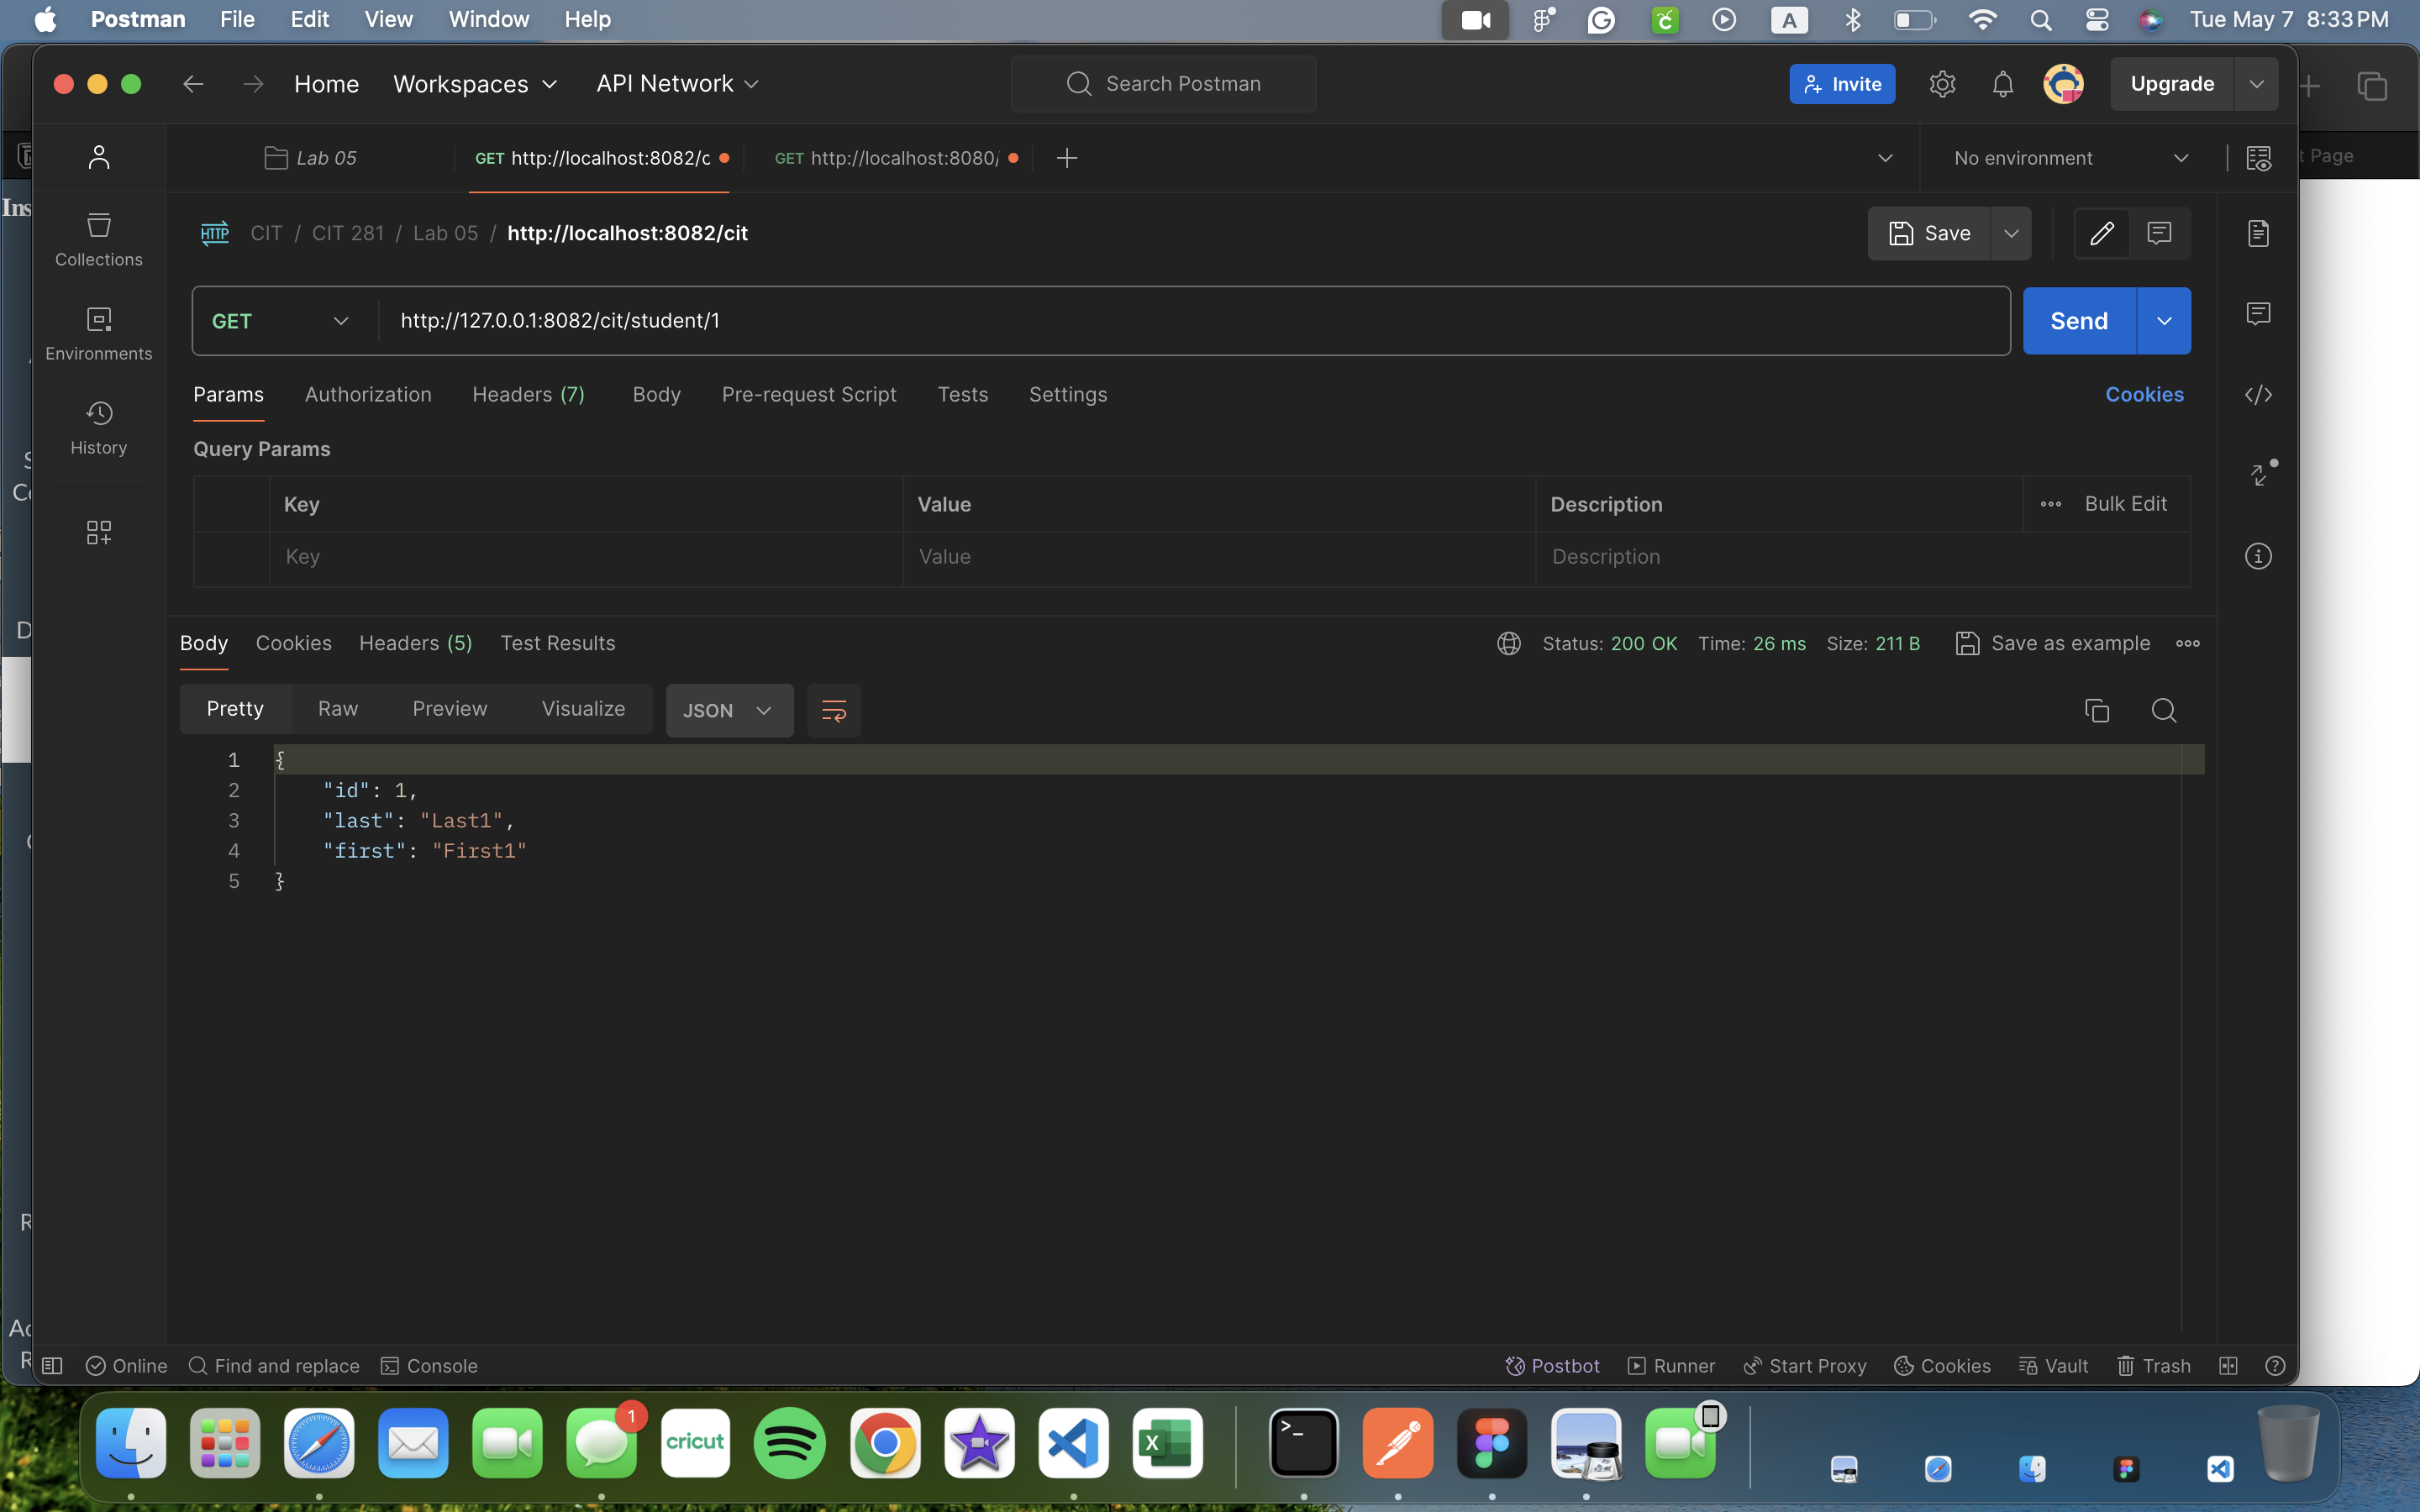 Postman File Edit View Window Help
A
Tue May 7 8:33 PM
Home Workspaces API Network
Search Postman
Invite
Upgrade
Lab 05
GET http://localhost:8082/c
GET http://localhost:8080/
No environment
t Page
Ins
HTTP CIT / CIT 281 / Lab 05 / http://localhost:8082/cit
Save
Collections
Environments
History
GET http://127.0.0.1:8082/cit/student/1
Send
Params Authorization Headers (7) Body Pre-request Script Tests Settings
Cookies
Query Params
Key Value Description Bulk Edit
Key Value Description
Body Cookies Headers (5) Test Results
Status: 200 OK Time: 26 ms Size: 211 B
Save as example
Pretty Raw Preview Visualize JSON
1 {
2 "id": 1,
3 "last": "Last1",
4 "first": "First1"
5 }
Online Find and replace Console
Postbot Runner Start Proxy Cookies Vault Trash
1
cricut